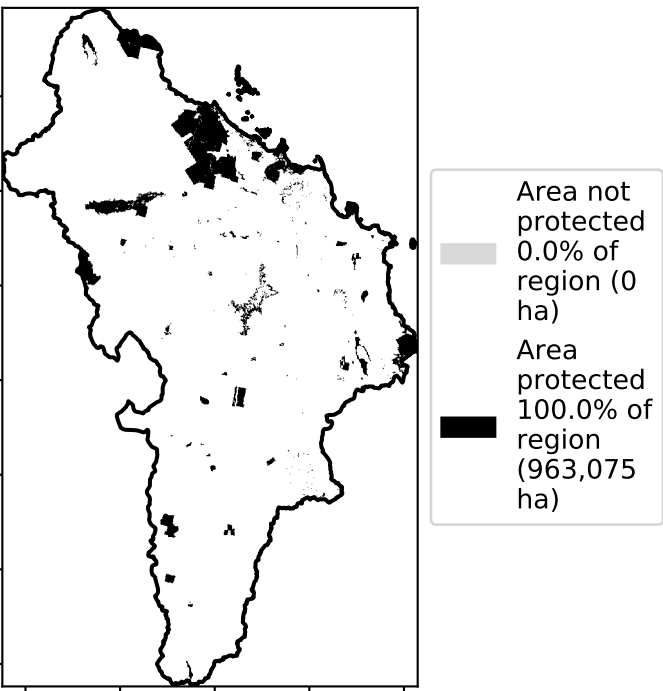 Area not
protected
0.0% of
region (0
ha)
Area
protected
100.0% of
region
(963,075
ha)